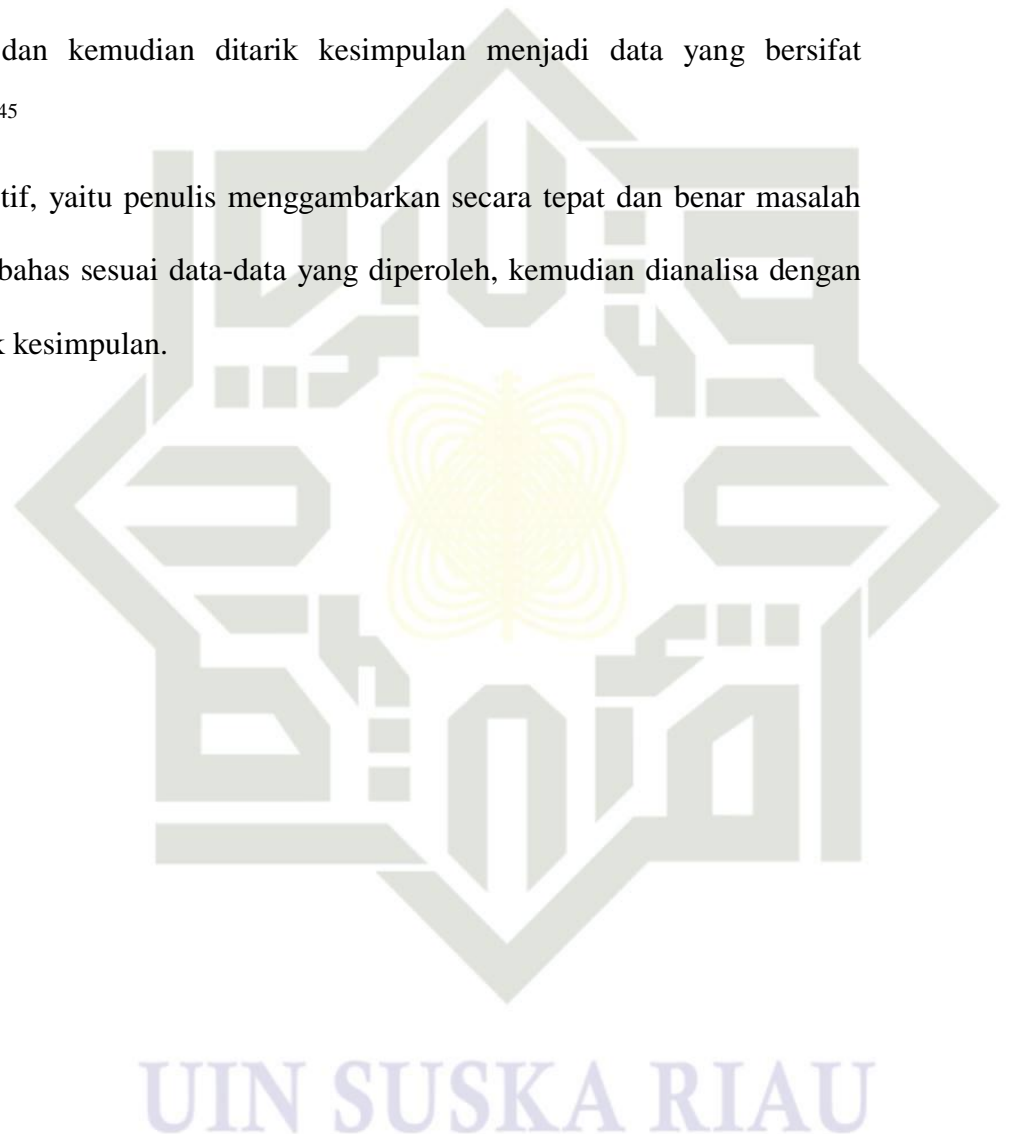 dan kemudian ditarik kesimpulan menjadi data yang bersifat
45
tif, yaitu penulis menggambarkan secara tepat dan benar masalah
bahas sesuai data-data yang diperoleh, kemudian dianalisa dengan
k kesimpulan.
UIN SUSKA RIAU